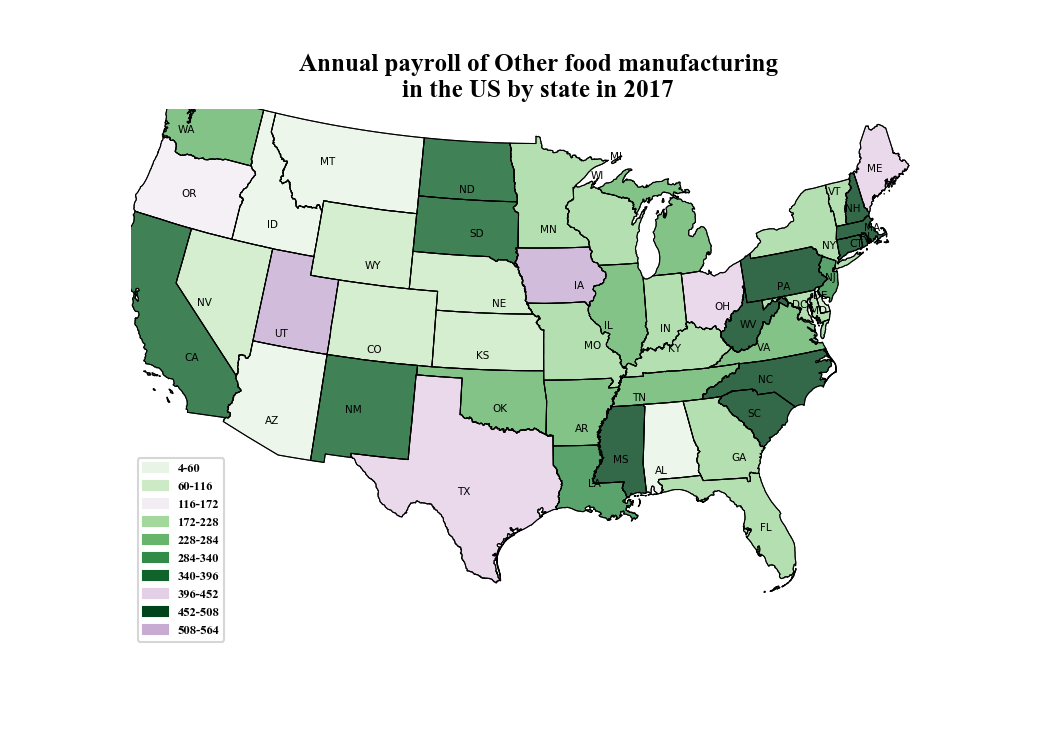 Annual payroll of Other food manufacturing
in the US by state in 2017
WA
MT
OR
ID
ND
SD
MN
WI
MI
ME
VT
NH
NY
MA
CT
RI
WY
NV
UT
CA
CO
NE
KS
IA
IL
IN
OH
PA
NJ
DE
DC
MD
MO
KY
WV
VA
AZ
NM
OK
AR
TN
NC
SC
TX
LA
MS
AL
GA
FL
4-60
60-116
116-172
172-228
228-284
284-340
340-396
396-452
452-508
508-564